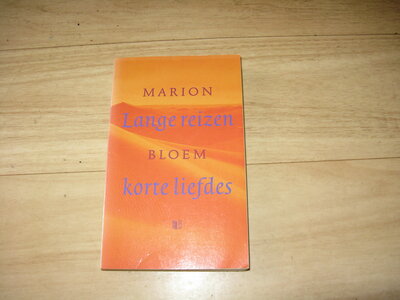 MARION
Lange reizen
BLOEM
korte liefdes